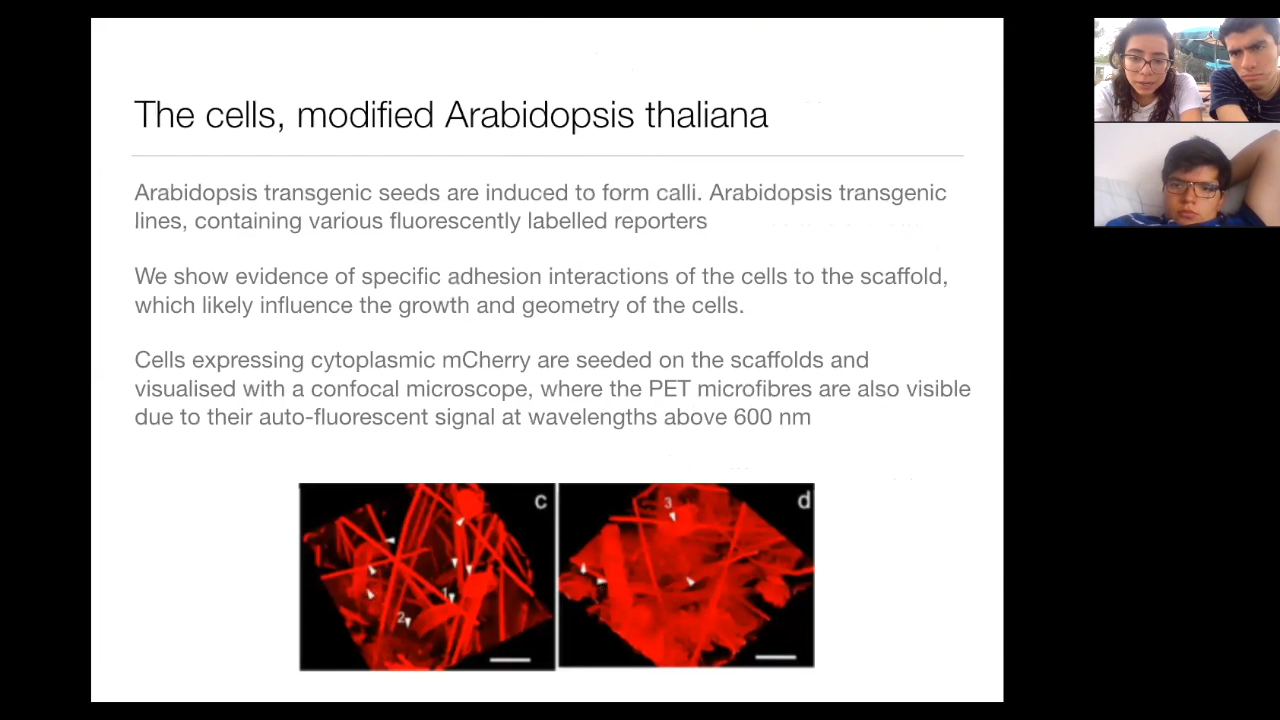 The cells, modified Arabidopsis thaliana
Arabidopsis transgenic seeds are induced to form calli. Arabidopsis transgenic
lines, containing various fluorescently labelled reporters
We show evidence of specific adhesion interactions of the cells to the scaffold,
which likely influence the growth and geometry of the cells.
Cells expressing cytoplasmic mCherry are seeded on the scaffolds and
visualised with a confocal microscope, where the PET microfibres are also visible
due to their auto-fluorescent signal at wavelengths above 600 nm
c
d
3
1
2